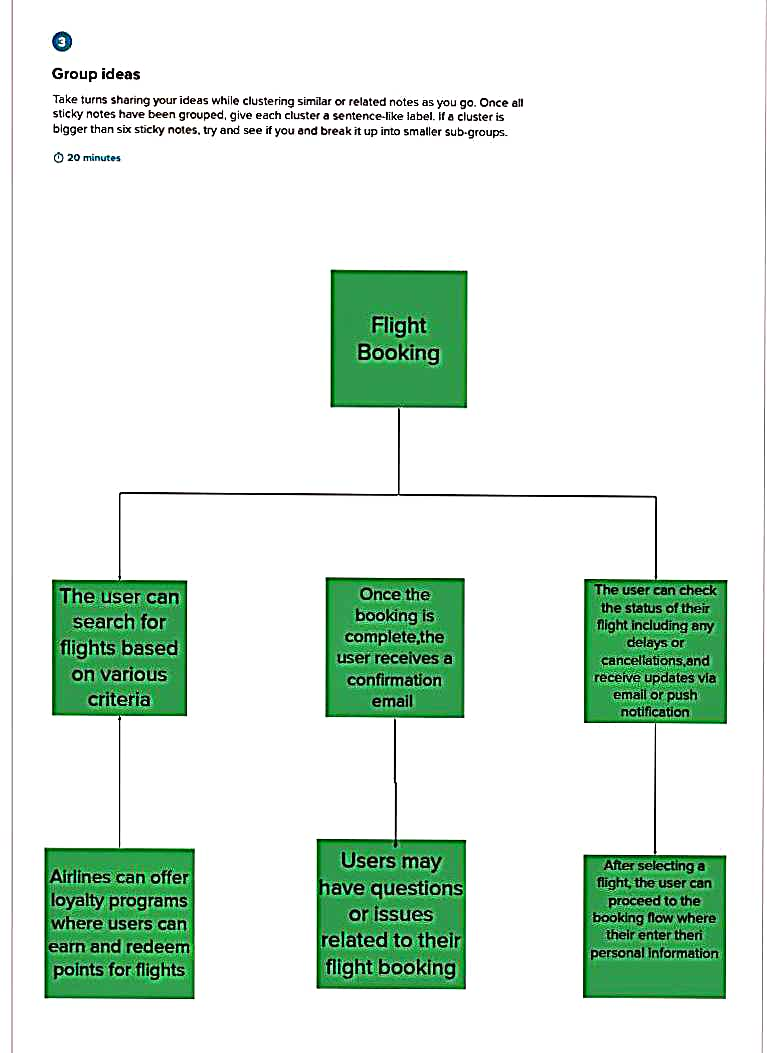 3
Group ideas
Take turns sharing your ideas while clustering similar or related notes as you go. Once all
sticky notes have been grouped, give each cluster a sentence-like label. If a cluster is
bigger than six sticky notes, try and see if you and break it up into smaller sub-groups.
20 minutes
Flight
Booking
The user can
search for
flights based
on various
criteria
Once the
booking is
complete,the
user receives a
confirmation
email
The user can check
the status of their
flight including any
delays or
cancellations,and
receive updates via
email or push
notification
Airlines can offer
loyalty programs
where users can
earn and redeem
points for flights
Users may
have questions
or issues
related to their
flight booking
After selecting a
flight, the user can
proceed to the
booking flow where
their enter theri
personal information